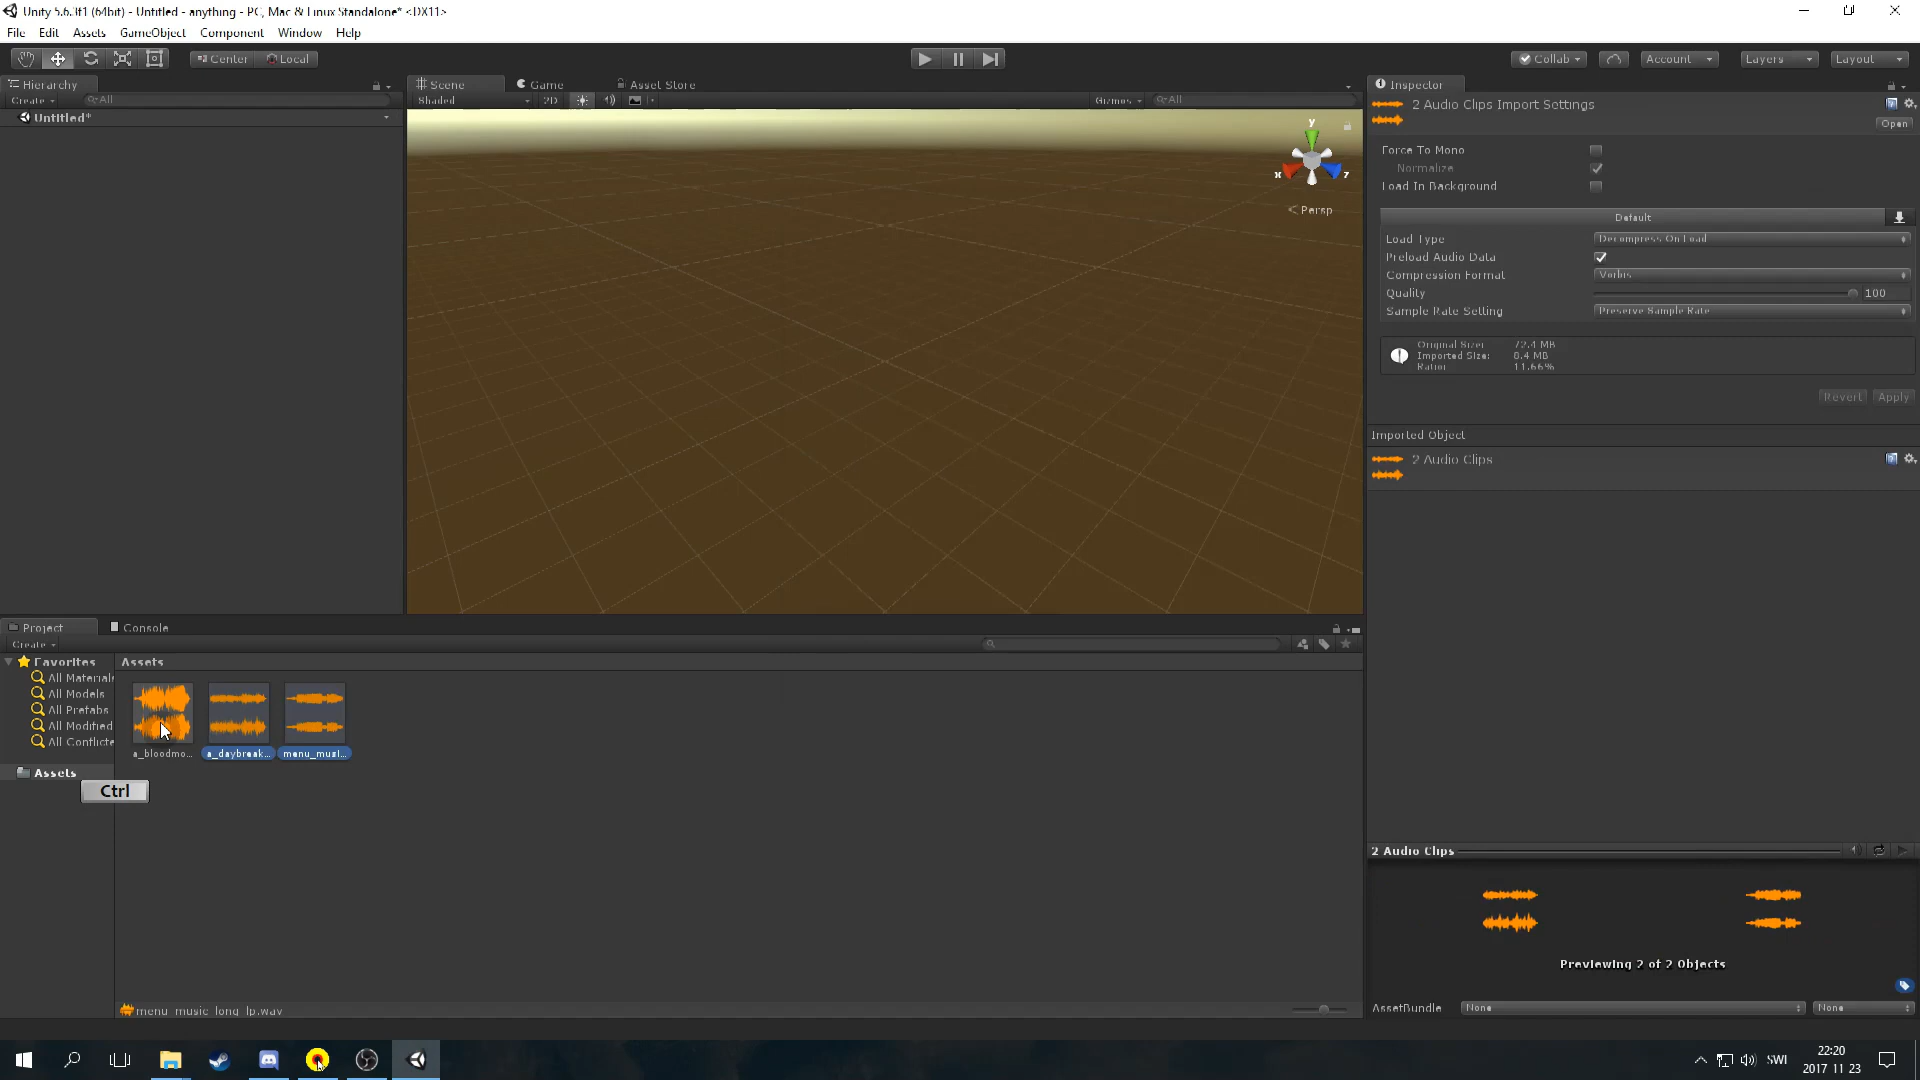 Unity 5.6.3f1 (64bit) - Untitled - anything - PC, Mac & Linux Standalone* <DX11>
File Edit Assets GameObject Component Window Help
Center Local
Collab Account Layers Layout
Hierarchy
Create All
Untitled*
Scene Game Asset Store
Shaded 2D Gizmos All
y
x z
Persp
Inspector
2 Audio Clips Import Settings
Open
Force To Mono
Normalize
Load In Background
Default
Load Type Decompress On Load
Preload Audio Data
Compression Format Vorbis
Quality 100
Sample Rate Setting Preserve Sample Rate
Original Size: 72.4 MB
Imported Size: 8.4 MB
Ratio: 11.66%
Revert Apply
Imported Object
2 Audio Clips
Project Console
Create
Favorites
All Materials
All Models
All Prefabs
All Modified
All Conflicte
Assets
Assets
a_bloodmo... a_daybreak... menu_musi...
Ctrl
menu_music_long_lp.wav
2 Audio Clips
Previewing 2 of 2 Objects
AssetBundle None None
SWE
22:20
2017-11-23